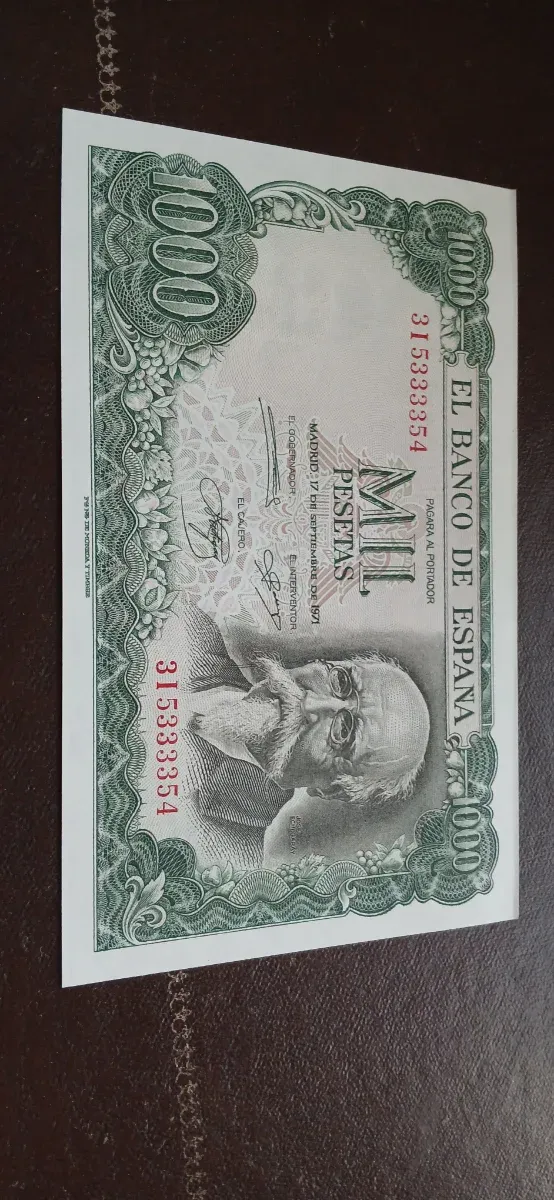 1000
1000
EL BANCO DE ESPAÑA
1000
PAGARA AL PORTADOR
3I5333354
MIL
PESETAS
MADRID, 17 DE SEPTIEMBRE DE 1971
EL GOBERNADOR,
EL INTERVENTOR
EL CAJERO,
3I5333354